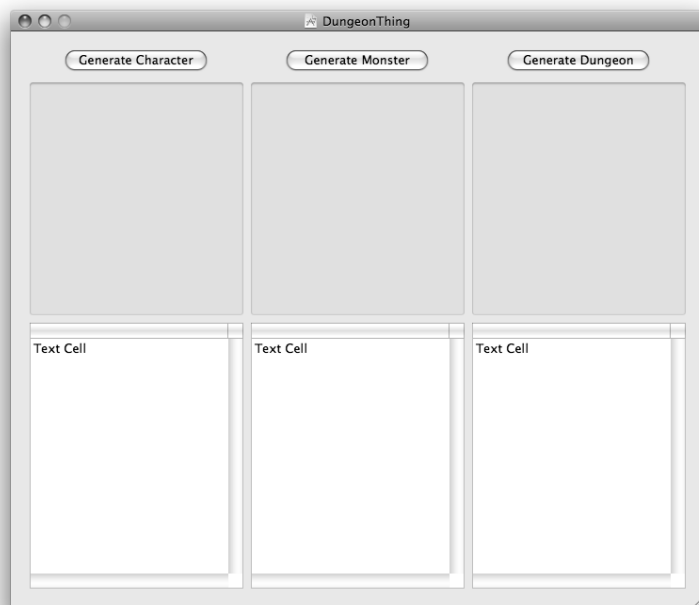 DungeonThing
Generate Character Generate Monster Generate Dungeon
Text Cell Text Cell Text Cell